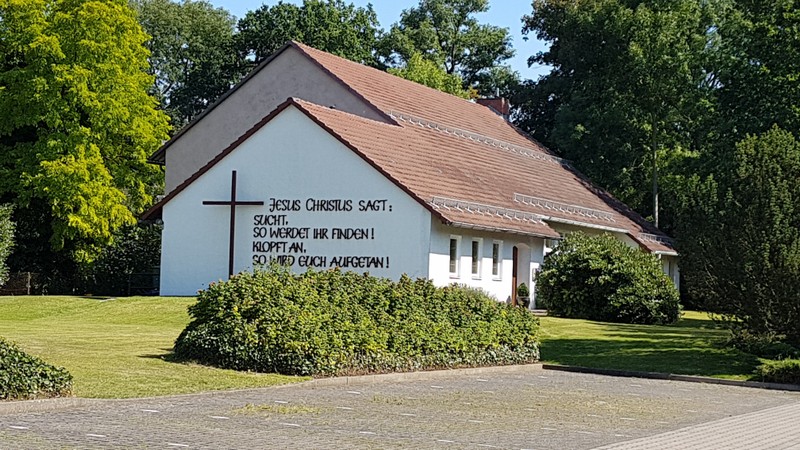 JESUS CHRISTUS SAGT:
SUCHT,
SO WERDET IHR FINDEN!
KLOPFT AN,
SO WIRD EUCH AUFGETAN!